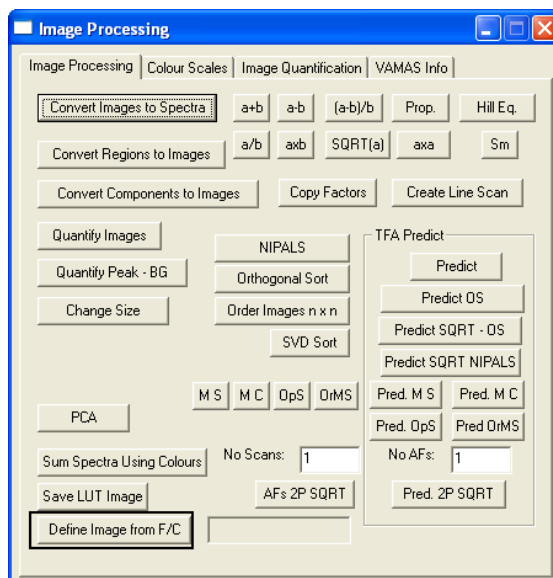 Image Processing
Image Processing Colour Scales Image Quantification VAMAS Info
Convert Images to Spectra a+b a-b (a-b)/b Prop. Hill Eq.
Convert Regions to Images a/b axb SQRT(a) axa Sm
Convert Components to Images Copy Factors Create Line Scan
Quantify Images NIPALS TFA Predict
Quantify Peak - BG Orthogonal Sort Predict
Change Size Order Images n x n Predict OS
SVD Sort Predict SQRT - OS
Predict SQRT NIPALS
M S M C OpS OrMS Pred. M S Pred. M C
PCA Pred. OpS Pred OrMS
Sum Spectra Using Colours No Scans: 1 No AFs: 1
Save LUT Image AFs 2P SQRT Pred. 2P SQRT
Define Image from F/C